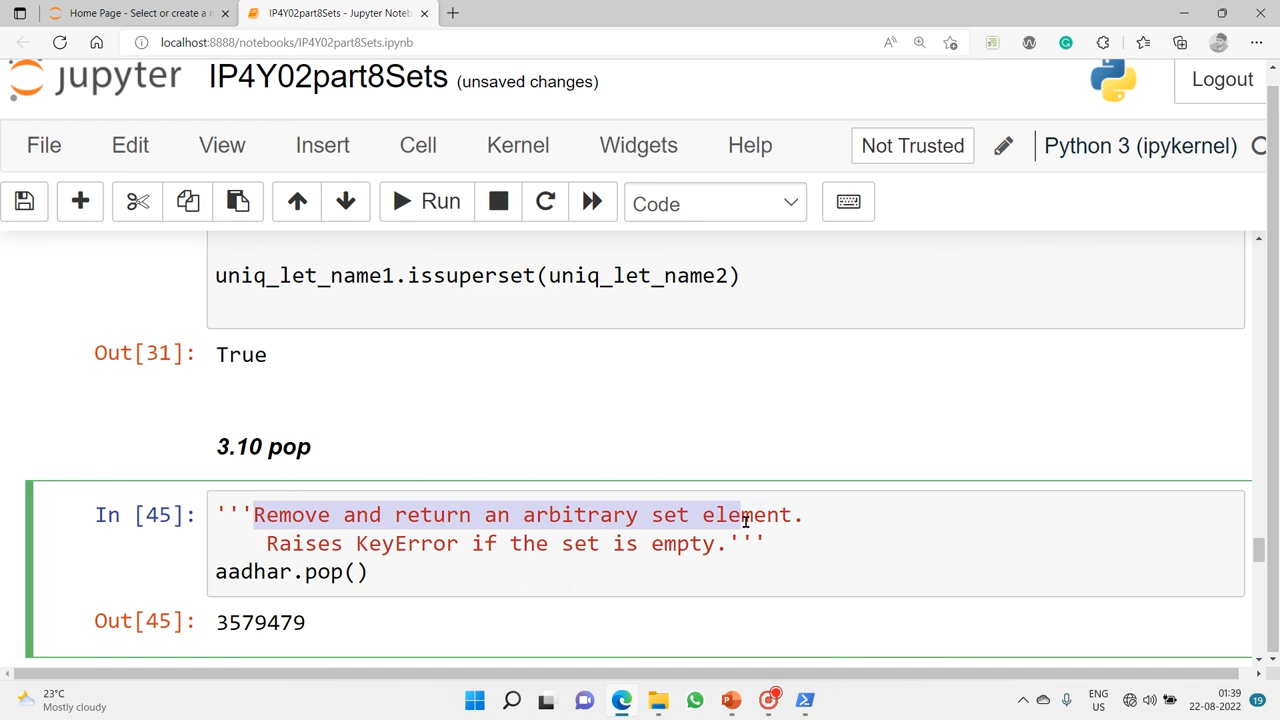 Home Page - Select or create a n
IP4Y02part8Sets - Jupyter Noteb
localhost:8888/notebooks/IP4Y02part8Sets.ipynb
jupyter IP4Y02part8Sets (unsaved changes) Logout
File Edit View Insert Cell Kernel Widgets Help Not Trusted Python 3 (ipykernel)
Run Code
uniq_let_name1.issuperset(uniq_let_name2)
Out[31]: True
3.10 pop
In [45]: '''Remove and return an arbitrary set element.
Raises KeyError if the set is empty.'''
aadhar.pop()
Out[45]: 3579479
23°C
Mostly cloudy
ENG
US
01:39
22-08-2022
19